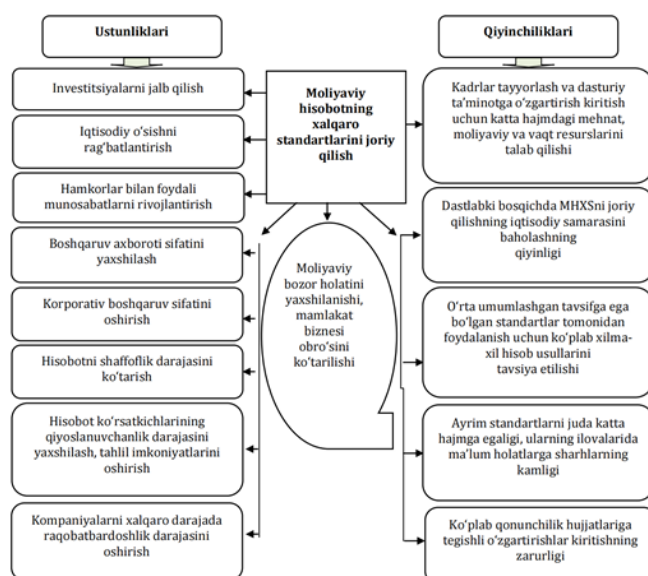 Ustunliklari
Investitsiyalarni jalb qilish
Iqtisodiy o'sishni
rag'batlantirish
Hamkorlar bilan foydali
munosabatlarni rivojlantirish
Boshqaruv axboroti sifatini
yaxshilash
Korporativ boshqaruv sifatini
oshirish
Hisobotni shaffoflik darajasini
ko'tarish
Hisobot ko'rsatkichlarining
qiyoslanuvchanlik darajasini
yaxshilash, tahlil imkoniyatlarini
oshirish
Kompaniyalarni xalqaro darajada
raqobatbardoshlik darajasini
oshirish
Moliyaviy
hisobotning
xalqaro
standartlarini joriy
qilish
Moliyaviy
bozor holatini
yaxshilanishi,
mamlakat
biznesi
obro'sini
ko'tarilishi
Qiyinchiliklari
Kadrlar tayyorlash va dasturiy
ta'minotga o'zgartirish kiritish
uchun katta hajmdagi mehnat,
moliyaviy va vaqt resurslarini
talab qilishi
Dastlabki bosqichda MHXSni joriy
qilishning iqtisodiy samarasini
baholashning
qiyinligi
O'rta umumlashgan tavsifga ega
bo'lgan standartlar tomonidan
foydalanish uchun ko'plab xilma-
xil hisob usullarini
tavsiya etilishi
Ayrim standartlarni juda katta
hajmga egaligi, ularning ilovalarida
ma'lum holatlarga sharhlarning
kamligi
Ko'plab qonunchilik hujjatlariga
tegishli o'zgartirishlar kiritishning
zarurligi